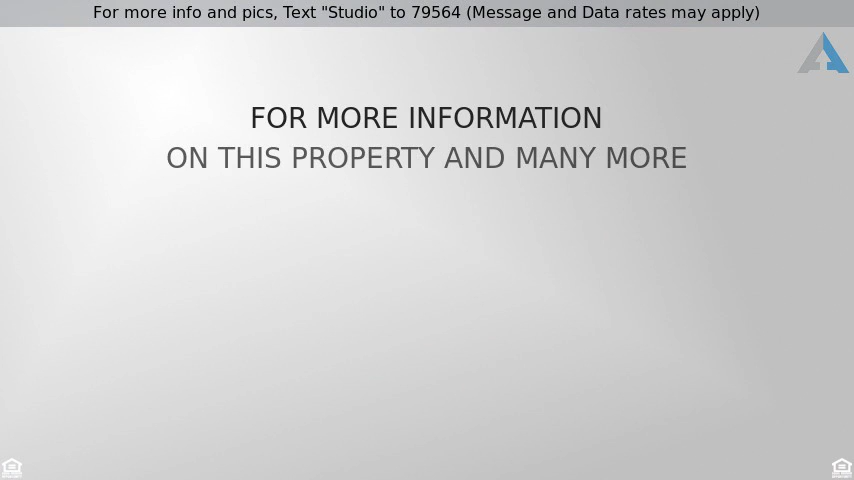 For more info and pics, Text "Studio" to 79564 (Message and Data rates may apply)
FOR MORE INFORMATION
ON THIS PROPERTY AND MANY MORE